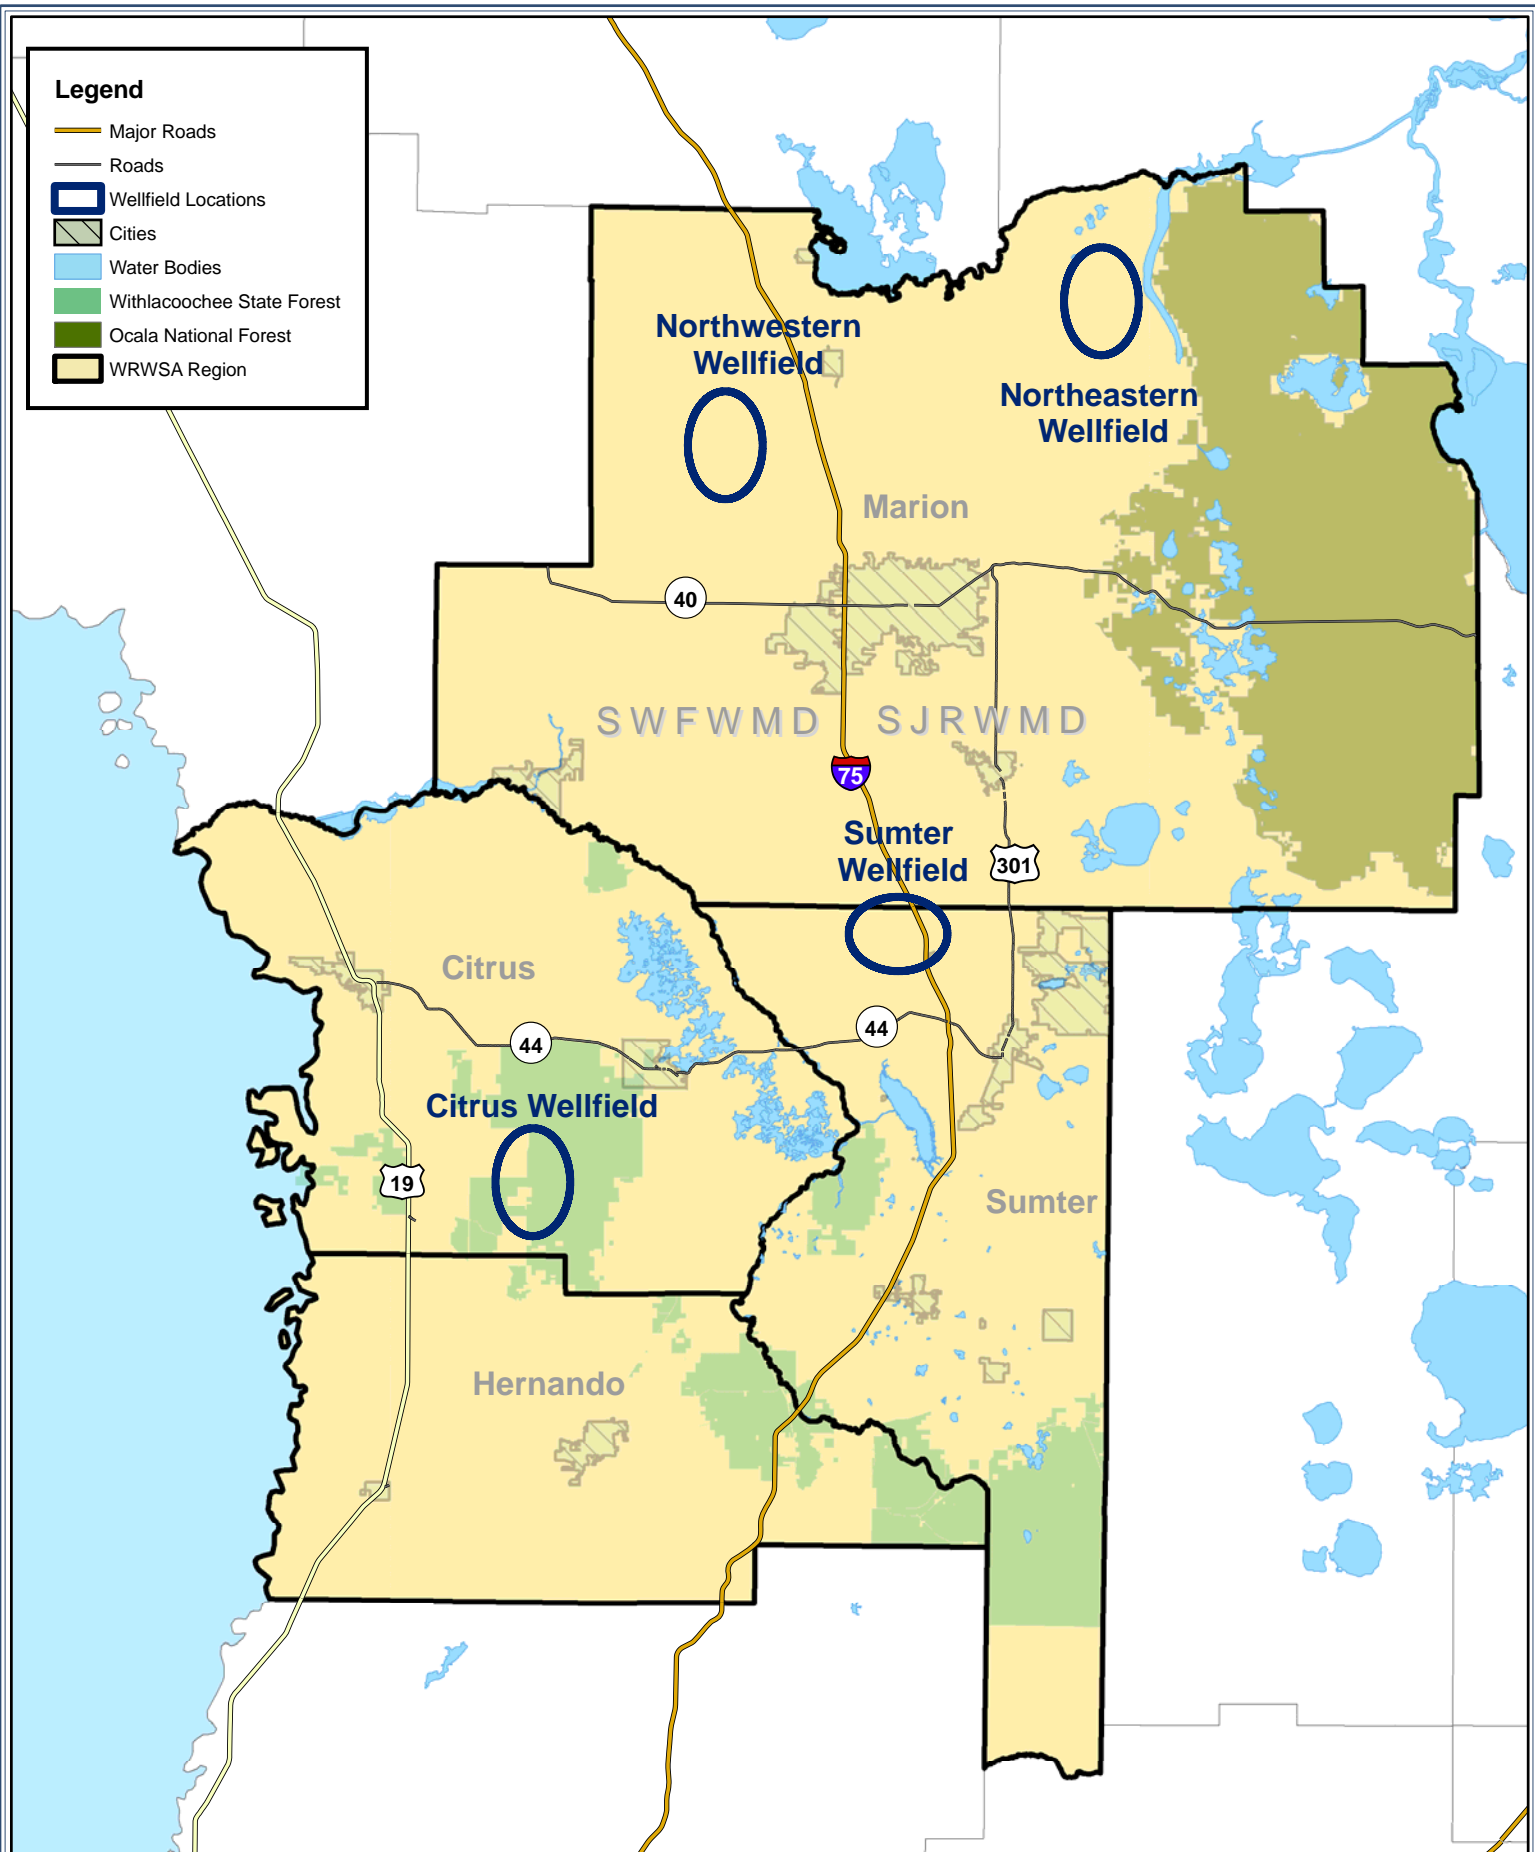 Legend
Major Roads
Roads
Wellfield Locations
Cities
Water Bodies
Withlacoochee State Forest
Ocala National Forest
WRWSA Region
Northwestern
Wellfield
Northeastern
Wellfield
Marion
40
SWFWMD
SJRWMD
75
Sumter
Wellfield
301
Citrus
44
44
Citrus Wellfield
19
Sumter
Hernando